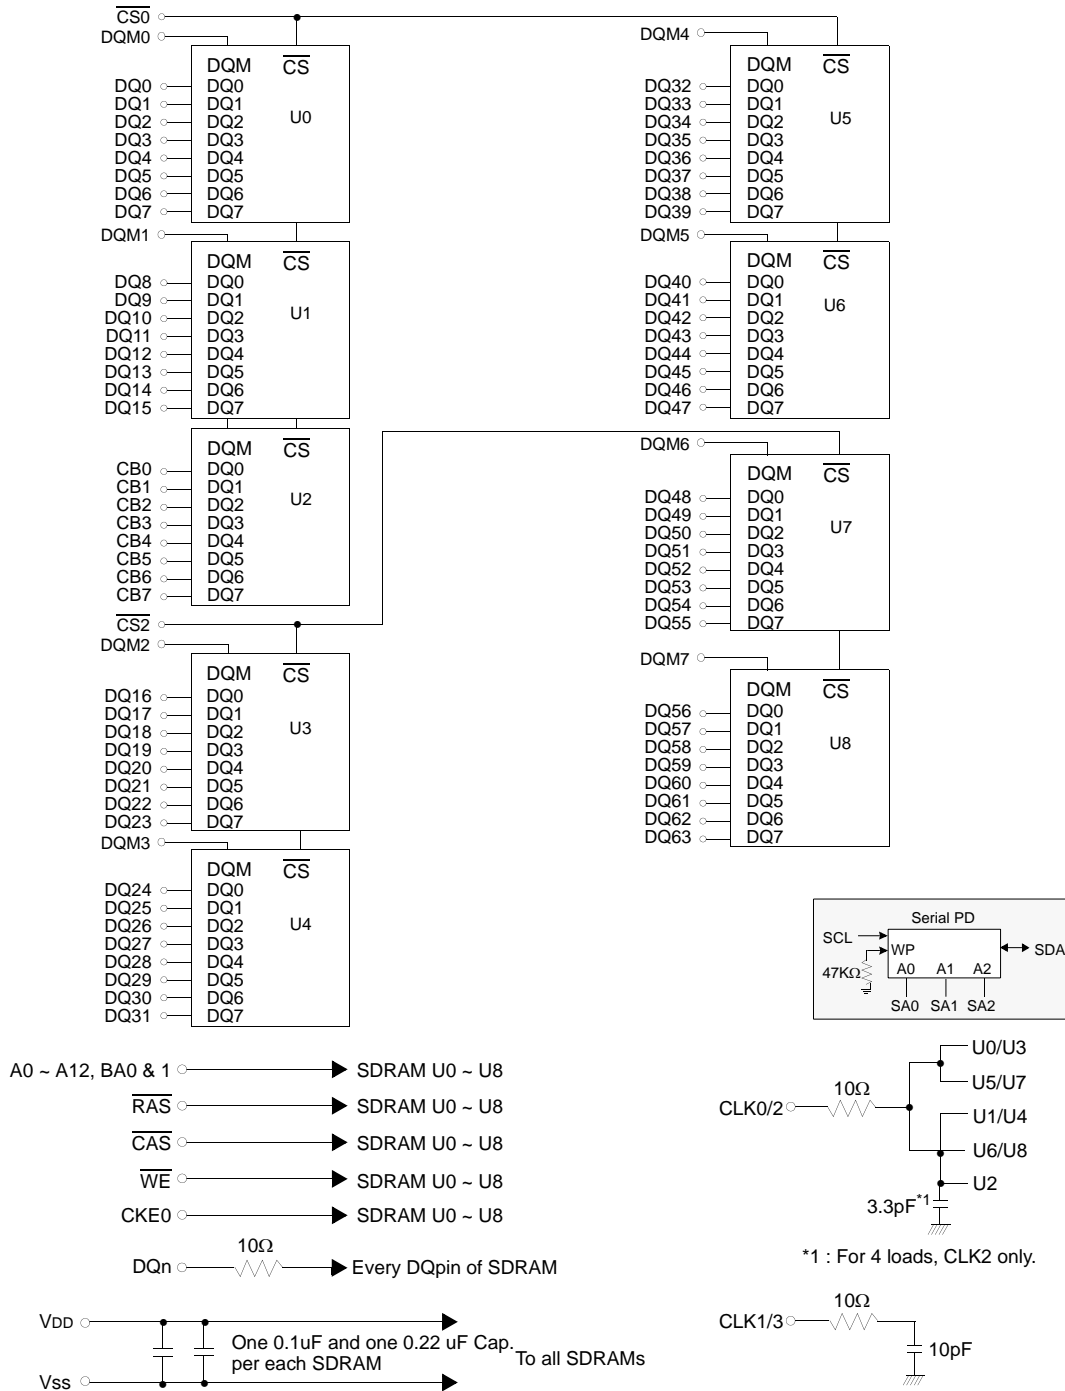 CS0
DQM0
DQM CS
DQ0 DQ0
DQ1 DQ1
DQ2 DQ2
DQ3 DQ3
DQ4 DQ4
DQ5 DQ5
DQ6 DQ6
DQ7 DQ7
U0
DQM1
DQM CS
DQ8 DQ0
DQ9 DQ1
DQ10 DQ2
DQ11 DQ3
DQ12 DQ4
DQ13 DQ5
DQ14 DQ6
DQ15 DQ7
U1
DQM CS
CB0 DQ0
CB1 DQ1
CB2 DQ2
CB3 DQ3
CB4 DQ4
CB5 DQ5
CB6 DQ6
CB7 DQ7
U2
CS2
DQM2
DQM CS
DQ16 DQ0
DQ17 DQ1
DQ18 DQ2
DQ19 DQ3
DQ20 DQ4
DQ21 DQ5
DQ22 DQ6
DQ23 DQ7
U3
DQM3
DQM CS
DQ24 DQ0
DQ25 DQ1
DQ26 DQ2
DQ27 DQ3
DQ28 DQ4
DQ29 DQ5
DQ30 DQ6
DQ31 DQ7
U4
DQM4
DQM CS
DQ32 DQ0
DQ33 DQ1
DQ34 DQ2
DQ35 DQ3
DQ36 DQ4
DQ37 DQ5
DQ38 DQ6
DQ39 DQ7
U5
DQM5
DQM CS
DQ40 DQ0
DQ41 DQ1
DQ42 DQ2
DQ43 DQ3
DQ44 DQ4
DQ45 DQ5
DQ46 DQ6
DQ47 DQ7
U6
DQM6
DQM CS
DQ48 DQ0
DQ49 DQ1
DQ50 DQ2
DQ51 DQ3
DQ52 DQ4
DQ53 DQ5
DQ54 DQ6
DQ55 DQ7
U7
DQM7
DQM CS
DQ56 DQ0
DQ57 DQ1
DQ58 DQ2
DQ59 DQ3
DQ60 DQ4
DQ61 DQ5
DQ62 DQ6
DQ63 DQ7
U8
Serial PD
SCL
WP
SDA
47KΩ
A0 A1 A2
SA0 SA1 SA2
A0 ~ A12, BA0 & 1 SDRAM U0 ~ U8
RAS SDRAM U0 ~ U8
CAS SDRAM U0 ~ U8
WE SDRAM U0 ~ U8
CKE0 SDRAM U0 ~ U8
DQn 10Ω Every DQpin of SDRAM
VDD
One 0.1uF and one 0.22 uF Cap.
per each SDRAM
To all SDRAMs
Vss
CLK0/2 10Ω
U0/U3
U5/U7
U1/U4
U6/U8
U2
3.3pF*1
*1 : For 4 loads, CLK2 only.
CLK1/3 10Ω
10pF